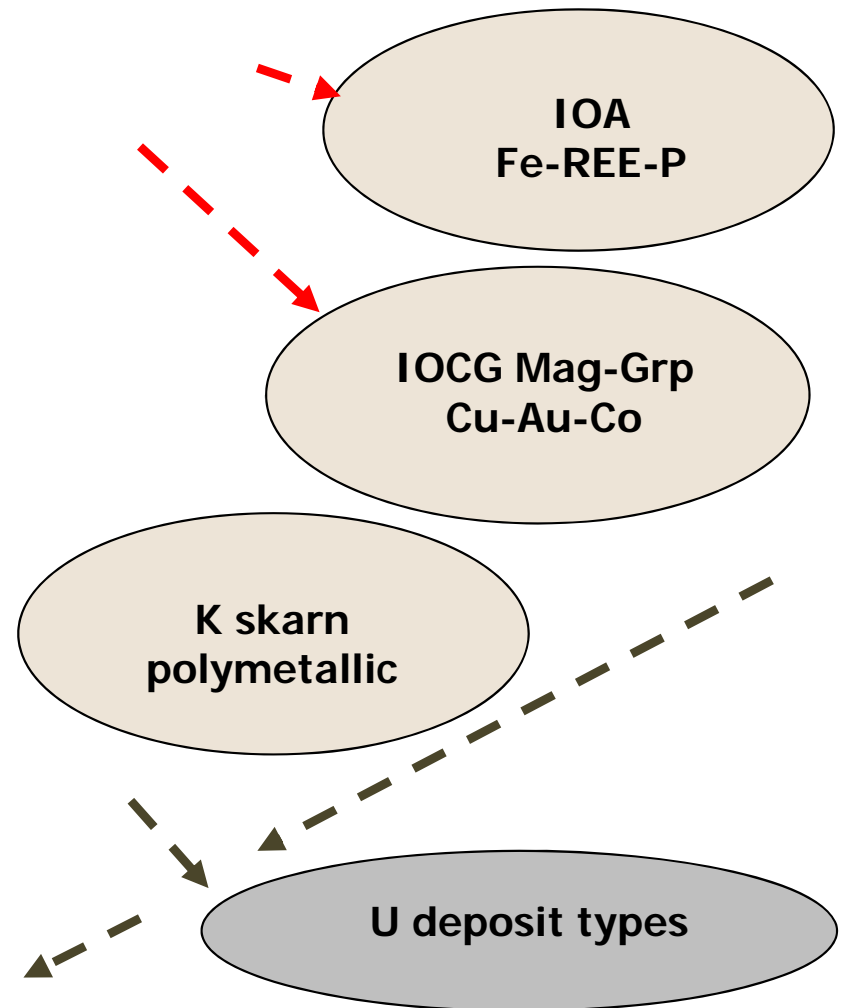 IOA
Fe-REE-P
IOCG Mag-Grp
Cu-Au-Co
K skarn
polymetallic
U deposit types